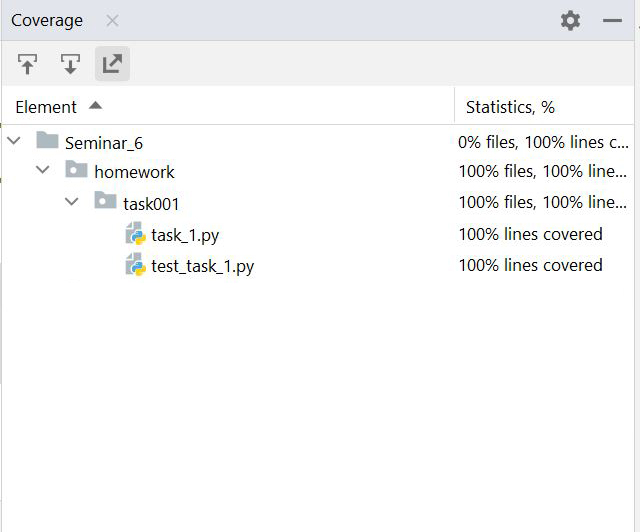 Coverage
Element Statistics, %
Seminar_6 0% files, 100% lines c...
homework 100% files, 100% line...
task001 100% files, 100% line...
task_1.py 100% lines covered
test_task_1.py 100% lines covered